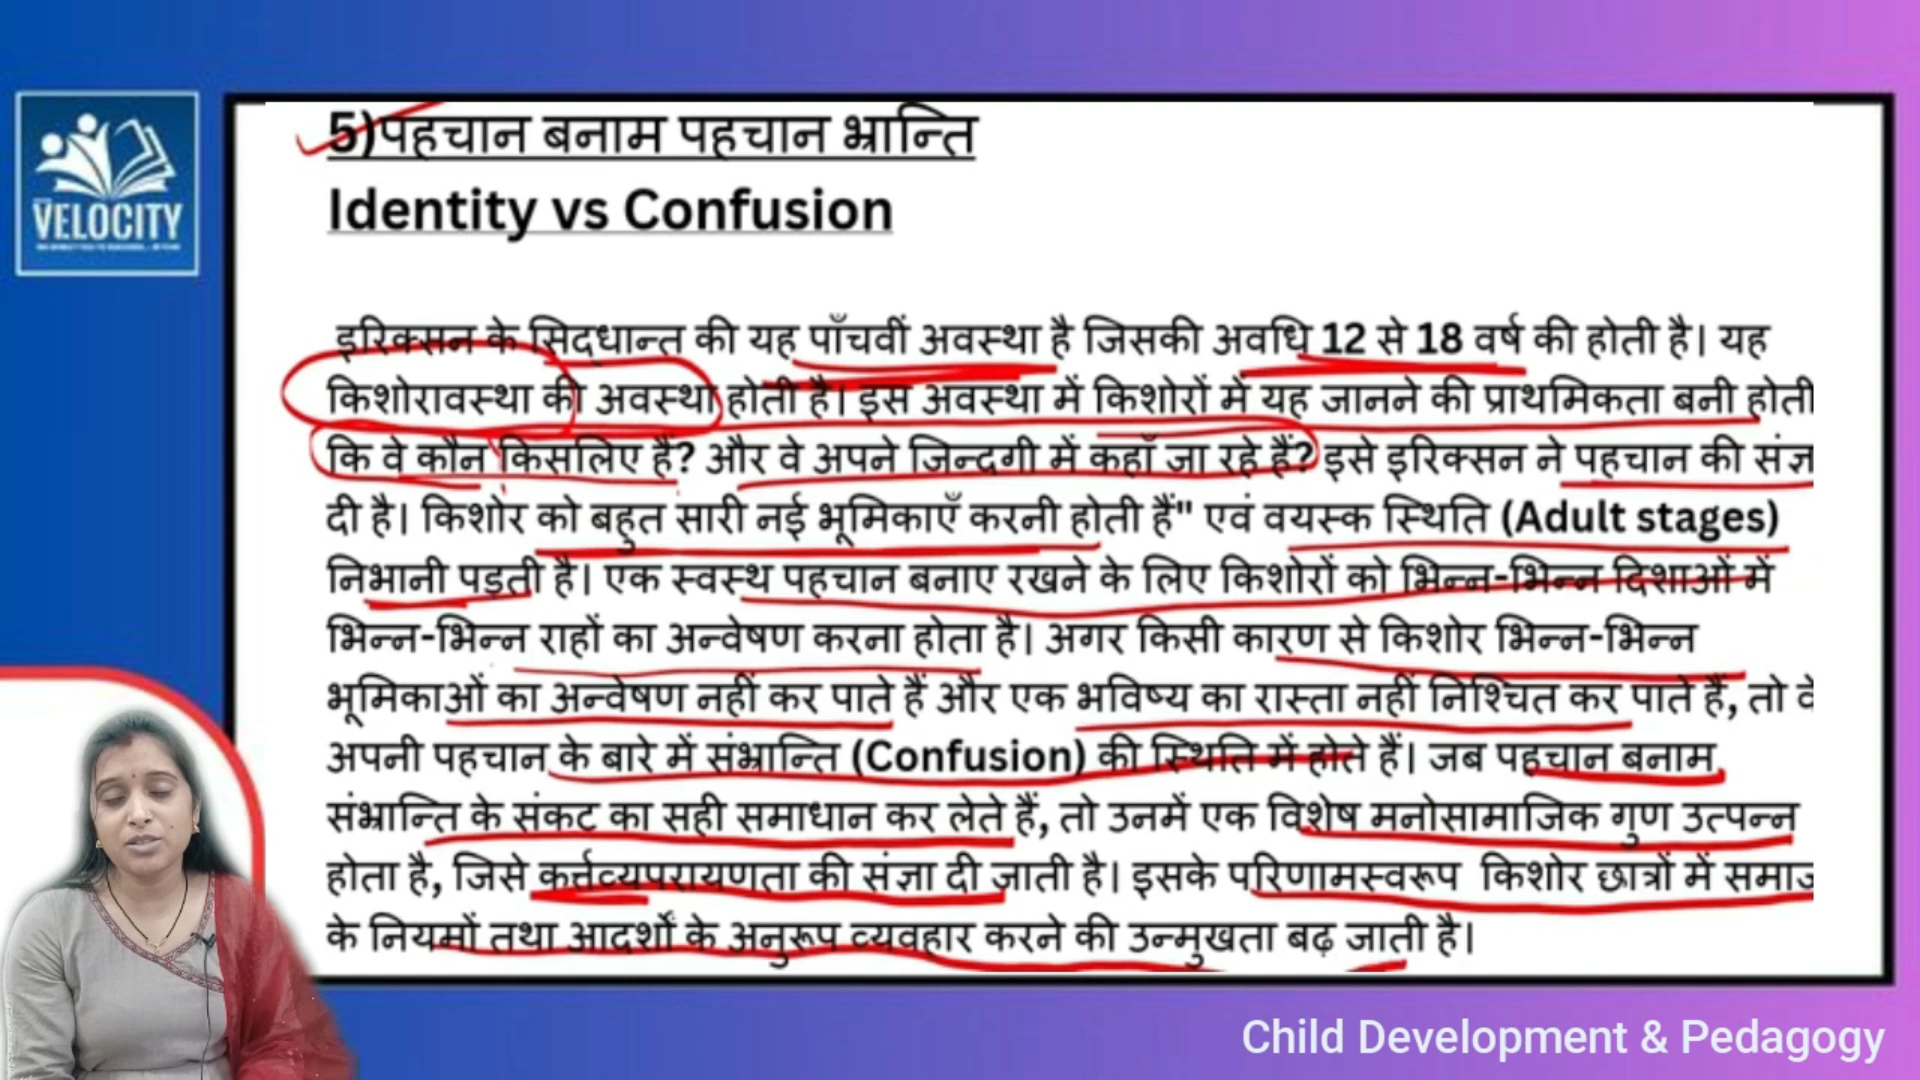 VELOCITY
5)पहचान बनाम पहचान भ्रान्ति
Identity vs Confusion
इरिक्सन के सिद्धान्त की यह पाँचवीं अवस्था है जिसकी अवधि 12 से 18 वर्ष की होती है। यह
किशोरावस्था की अवस्था होती है। इस अवस्था में किशोरों में यह जानने की प्राथमिकता बनी होती
कि वे कौन किसलिए हैं? और वे अपने जिन्दगी में कहाँ जा रहे हैं? इसे इरिक्सन ने पहचान की
दी है। किशोर को बहुत सारी नई भूमिकाएँ करनी होती हैं" एवं वयस्क स्थिति (Adult stages)
निभानी पड़ती है। एक स्वस्थ पहचान बनाए रखने के लिए किशोरों को भिन्न-भिन्न दिशाओं में
भिन्न-भिन्न राहों का अन्वेषण करना होता है। अगर किसी कारण से किशोर भिन्न-भिन्न
भूमिकाओं का अन्वेषण नहीं कर पाते हैं और एक भविष्य का रास्ता नहीं निश्चित कर पाते हैं, तो वे
अपनी पहचान के बारे में संभ्रान्ति (Confusion) की स्थिति में होते हैं। जब पहचान बनाम
संभ्रान्ति के संकट का सही समाधान कर लेते हैं, तो उनमें एक विशेष मनोसामाजिक गुण उत्पन्न
होता है, जिसे कर्त्तव्यपरायणता की संज्ञा दी जाती है। इसके परिणामस्वरूप किशोर छात्रों में
के नियमों तथा आदर्शों के अनुरूप व्यवहार करने की उन्मुखता बढ़ जाती है।
Child Development & Pedagogy